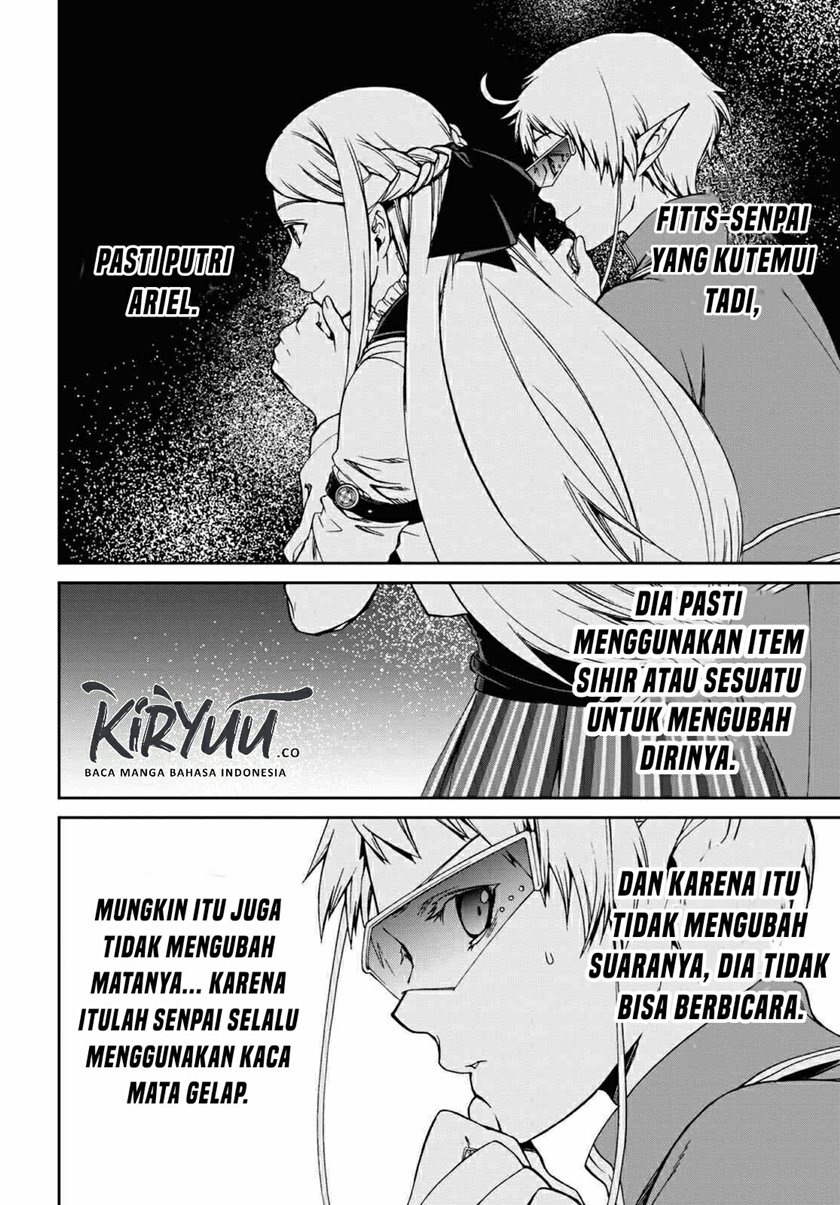 FITTS-SENPAI
YANG KUTEMUI
TADI,
PASTI PUTRI
ARIEL.
DIA PASTI
MENGGUNAKAN ITEM
SIHIR ATAU SESUATU
UNTUK MENGUBAH
DIRINYA.
KIRYUU
.CO
BACA MANGA BAHASA INDONESIA
DAN KARENA ITU
TIDAK MENGUBAH
SUARANYA, DIA TIDAK
BISA BERBICARA.
MUNGKIN ITU JUGA
TIDAK MENGUBAH
MATANYA... KARENA
ITULAH SENPAI SELALU
MENGGUNAKAN KACA
MATA GELAP.